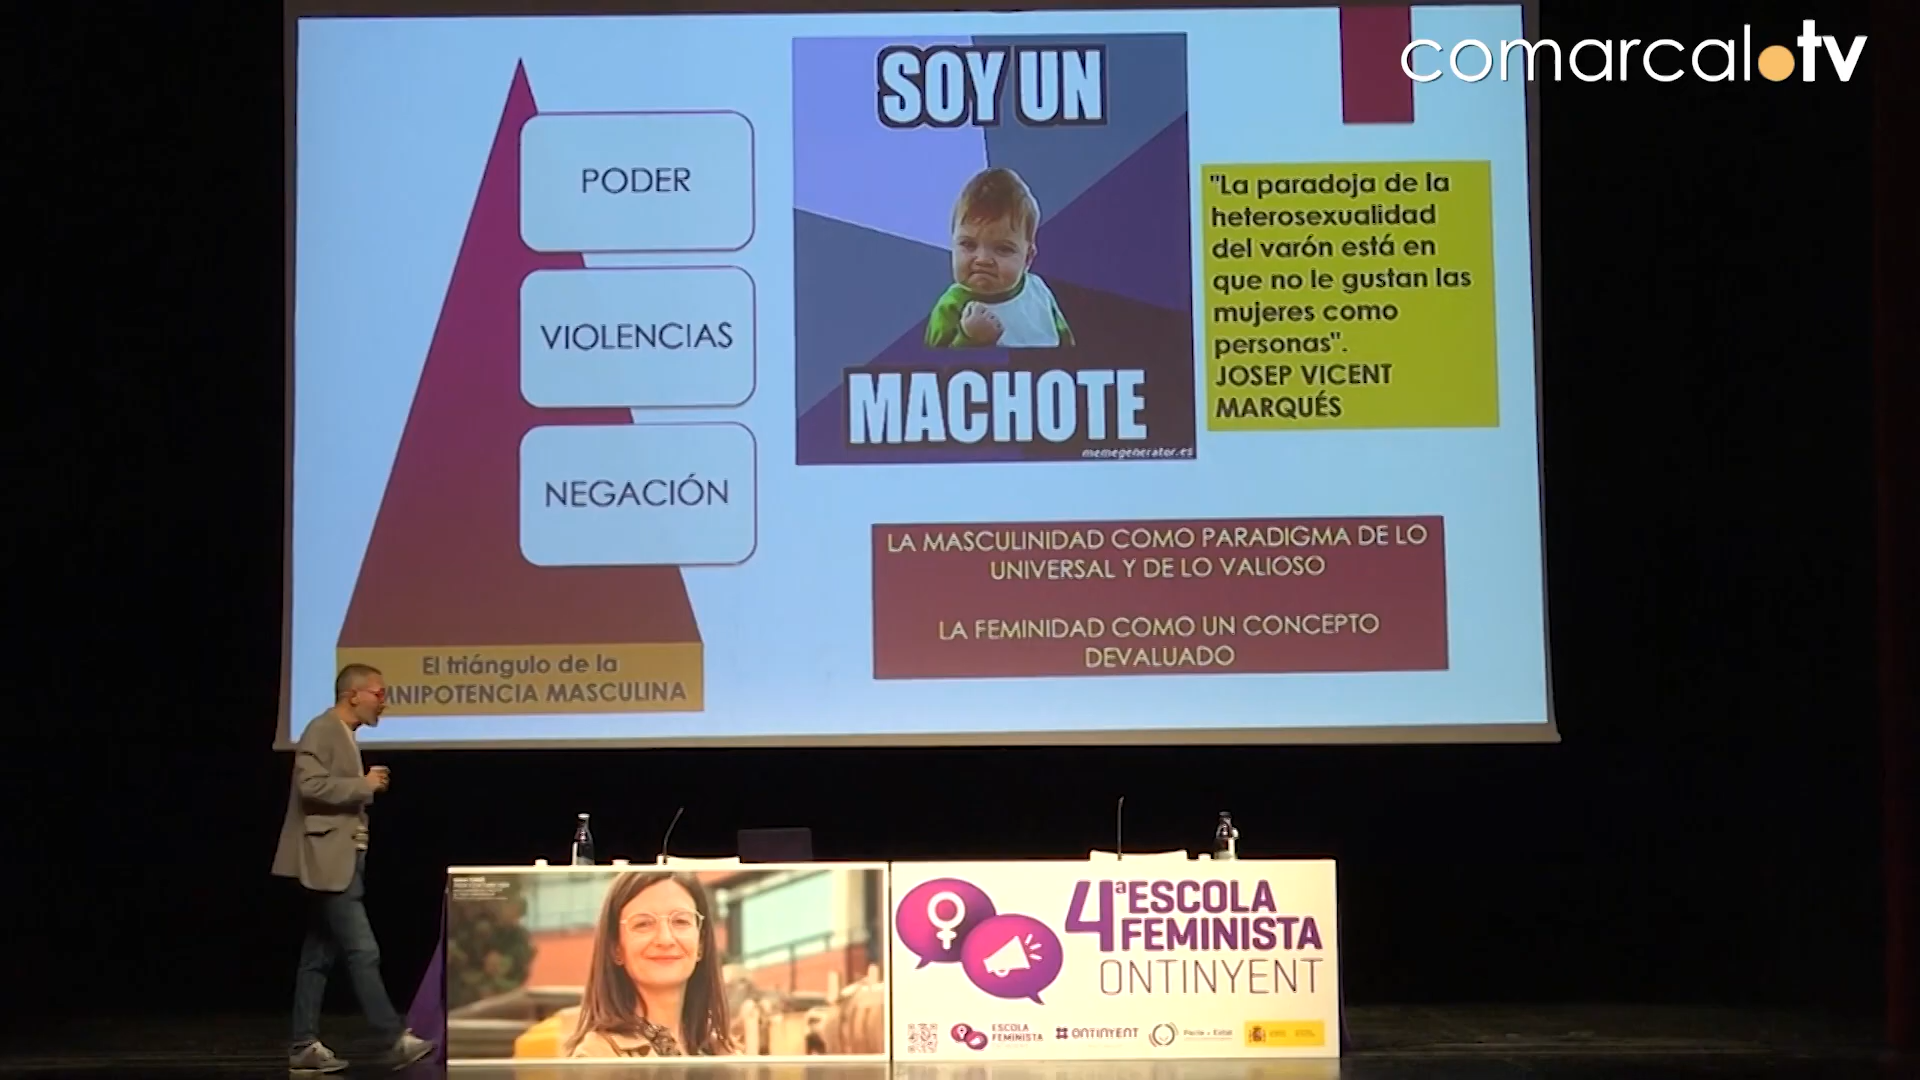 comarcal.tv
PODER
VIOLENCIAS
NEGACIÓN
El triángulo de la
MNIPOTENCIA MASCULINA
SOY UN
MACHOTE
memegenerator.es
"La paradoja de la
heterosexualidad
del varón está en
que no le gustan las
mujeres como
personas".
JOSEP VICENT
MARQUÉS
LA MASCULINIDAD COMO PARADIGMA DE LO
UNIVERSAL Y DE LO VALIOSO
LA FEMINIDAD COMO UN CONCEPTO
DEVALUADO
4ª ESCOLA
FEMINISTA
ONTINYENT
ESCOLA
FEMINISTA
ONTINYENT